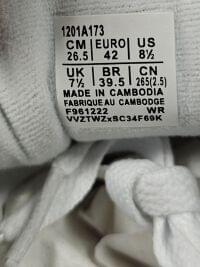 1201A173
CM EURO US
26.5 42 8½
UK BR CN
7½ 39.5 265(2.5)
MADE IN CAMBODIA
FABRIQUE AU CAMBODGE
F961222 WR
VVZTWZxSC34F69K